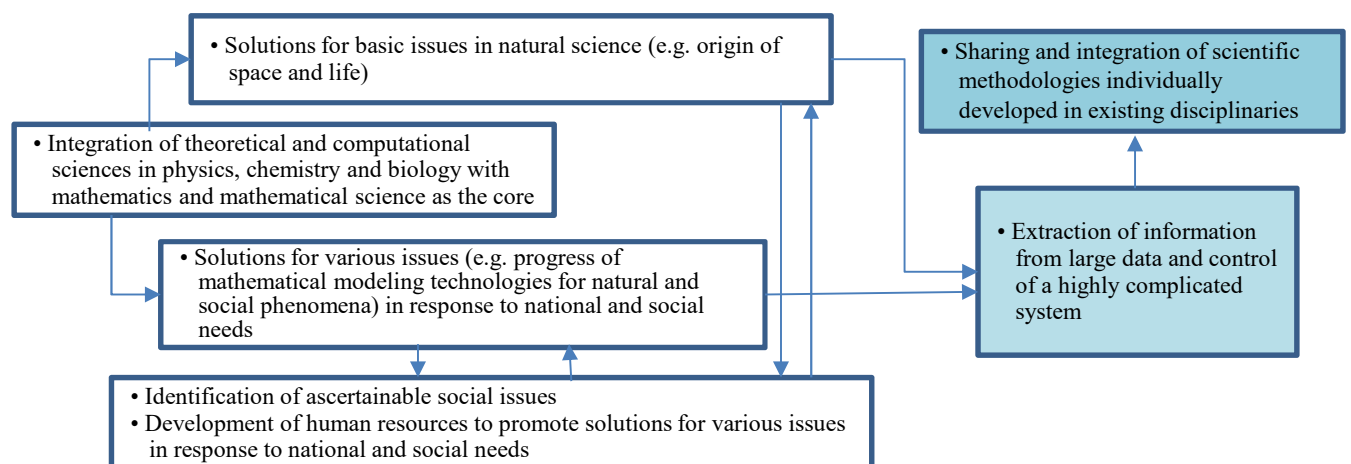 • Solutions for basic issues in natural science (e.g. origin of
space and life)
• Sharing and integration of scientific
methodologies individually
developed in existing disciplinaries
• Integration of theoretical and computational
sciences in physics, chemistry and biology with
mathematics and mathematical science as the core
• Extraction of information
from large data and control
of a highly complicated
system
• Solutions for various issues (e.g. progress of
mathematical modeling technologies for natural and
social phenomena) in response to national and social
needs
• Identification of ascertainable social issues
• Development of human resources to promote solutions for various issues
in response to national and social needs